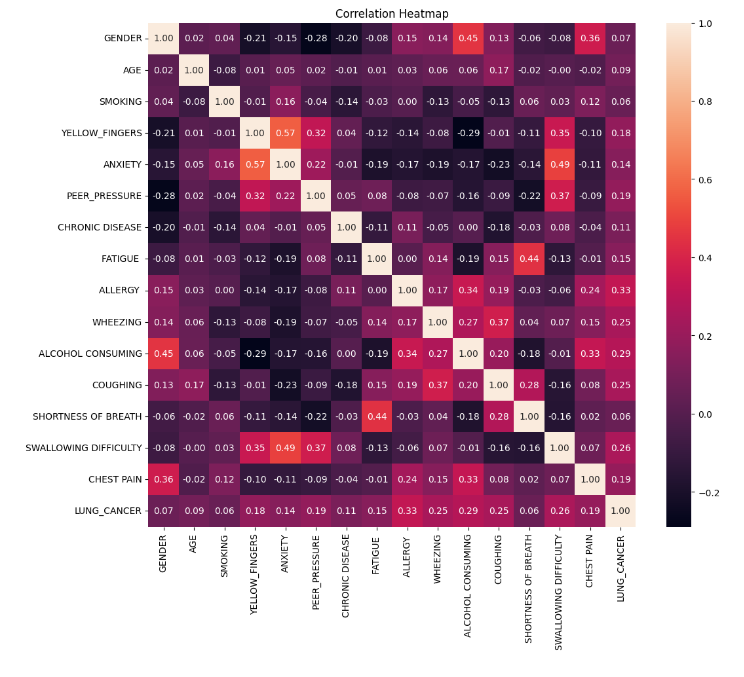 Correlation Heatmap
GENDER 1.00 0.02 0.04 -0.21 -0.15 -0.28 -0.20 -0.08 0.15 0.14 0.45 0.13 -0.06 -0.08 0.36 0.07
AGE 0.02 1.00 -0.08 0.01 0.05 0.02 -0.01 0.01 0.03 0.06 0.06 0.17 -0.02 -0.00 -0.02 0.09
SMOKING 0.04 -0.08 1.00 -0.01 0.16 -0.04 -0.14 -0.03 0.00 -0.13 -0.05 -0.13 0.06 0.03 0.12 0.06
YELLOW_FINGERS -0.21 0.01 -0.01 1.00 0.57 0.32 0.04 -0.12 -0.14 -0.08 -0.29 -0.01 -0.11 0.35 -0.10 0.18
ANXIETY -0.15 0.05 0.16 0.57 1.00 0.22 -0.01 -0.19 -0.17 -0.19 -0.17 -0.23 -0.14 0.49 -0.11 0.14
PEER_PRESSURE -0.28 0.02 -0.04 0.32 0.22 1.00 0.05 0.08 -0.08 -0.07 -0.16 -0.09 -0.22 0.37 -0.09 0.19
CHRONIC DISEASE -0.20 -0.01 -0.14 0.04 -0.01 0.05 1.00 -0.11 0.11 -0.05 0.00 -0.18 -0.03 0.08 -0.04 0.11
FATIGUE -0.08 0.01 -0.03 -0.12 -0.19 0.08 -0.11 1.00 0.00 0.14 -0.19 0.15 0.44 -0.13 -0.01 0.15
ALLERGY 0.15 0.03 0.00 -0.14 -0.17 -0.08 0.11 0.00 1.00 0.17 0.34 0.19 -0.03 -0.06 0.24 0.33
WHEEZING 0.14 0.06 -0.13 -0.08 -0.19 -0.07 -0.05 0.14 0.17 1.00 0.27 0.37 0.04 0.07 0.15 0.25
ALCOHOL CONSUMING 0.45 0.06 -0.05 -0.29 -0.17 -0.16 0.00 -0.19 0.34 0.27 1.00 0.20 -0.18 -0.01 0.33 0.29
COUGHING 0.13 0.17 -0.13 -0.01 -0.23 -0.09 -0.18 0.15 0.19 0.37 0.20 1.00 0.28 -0.16 0.08 0.25
SHORTNESS OF BREATH -0.06 -0.02 0.06 -0.11 -0.14 -0.22 -0.03 0.44 -0.03 0.04 -0.18 0.28 1.00 -0.16 0.02 0.06
SWALLOWING DIFFICULTY -0.08 -0.00 0.03 0.35 0.49 0.37 0.08 -0.13 -0.06 0.07 -0.01 -0.16 -0.16 1.00 0.07 0.26
CHEST PAIN 0.36 -0.02 0.12 -0.10 -0.11 -0.09 -0.04 -0.01 0.24 0.15 0.33 0.08 0.02 0.07 1.00 0.19
LUNG_CANCER 0.07 0.09 0.06 0.18 0.14 0.19 0.11 0.15 0.33 0.25 0.29 0.25 0.06 0.26 0.19 1.00
GENDER
AGE
SMOKING
YELLOW_FINGERS
ANXIETY
PEER_PRESSURE
CHRONIC DISEASE
FATIGUE
ALLERGY
WHEEZING
ALCOHOL CONSUMING
COUGHING
SHORTNESS OF BREATH
SWALLOWING DIFFICULTY
CHEST PAIN
LUNG_CANCER
1.0
0.8
0.6
0.4
0.2
0.0
−0.2